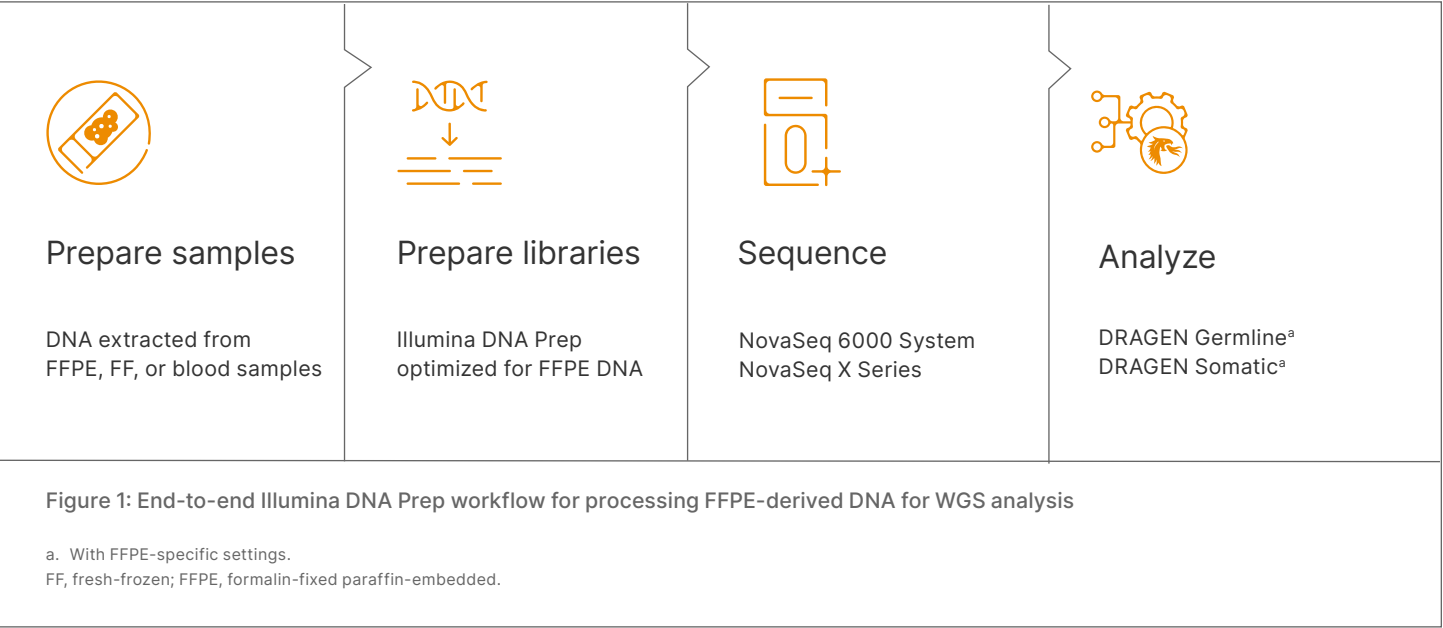 Prepare samples
DNA extracted from
FFPE, FF, or blood samples
Prepare libraries
Illumina DNA Prep
optimized for FFPE DNA
Sequence
NovaSeq 6000 System
NovaSeq X Series
Analyze
DRAGEN Germlineᵃ
DRAGEN Somaticᵃ
Figure 1: End-to-end Illumina DNA Prep workflow for processing FFPE-derived DNA for WGS analysis
a. With FFPE-specific settings.
FF, fresh-frozen; FFPE, formalin-fixed paraffin-embedded.